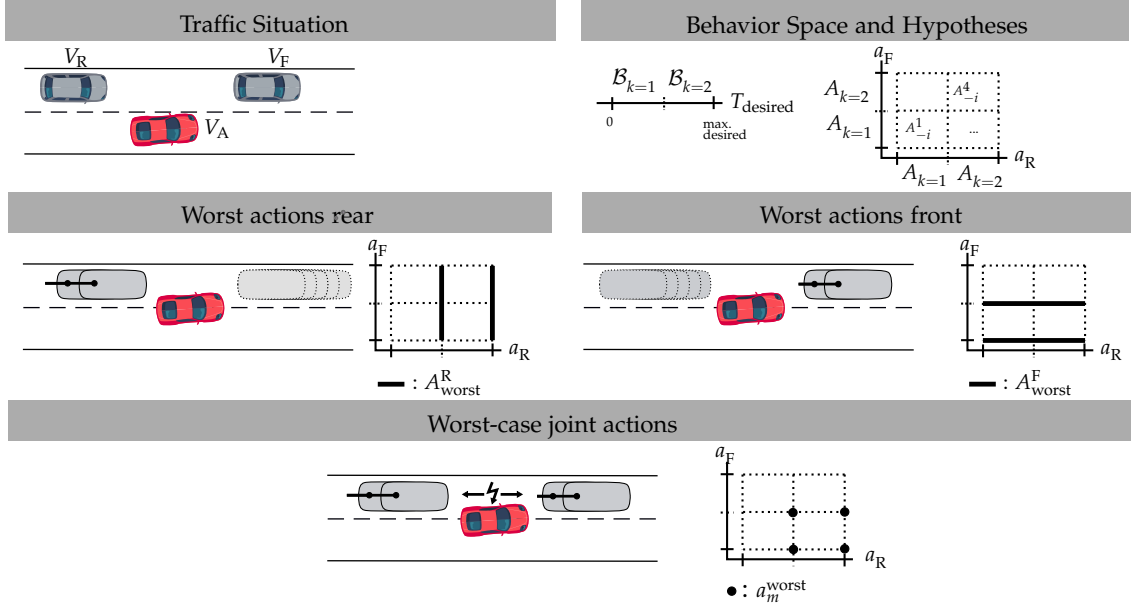 Traffic Situation
V_R
V_F
V_A
Behavior Space and Hypotheses
ℬ_{k=1}
ℬ_{k=2}
T_desired
0
max.
desired
a_F
A_{k=2}
A_{k=1}
A^4_{-i}
A^1_{-i}
...
a_R
A_{k=1}
A_{k=2}
Worst actions rear
a_F
a_R
: A^R_worst
Worst actions front
a_F
a_R
: A^F_worst
Worst-case joint actions
a_F
a_R
: a_m^worst